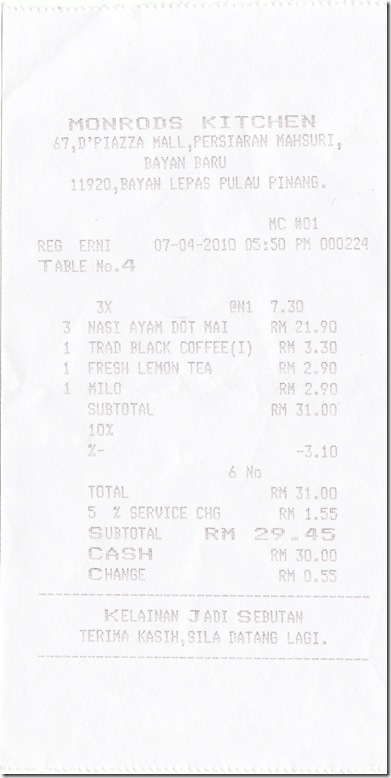 MONRODS KITCHEN
67,D'PIAZZA MALL,PERSIARAN MAHSURI,
BAYAN BARU
11920,BAYAN LEPAS PULAU PINANG.
MC #01
REG ERNI 07-04-2010 05:50 PM 000224
TABLE No.4
3X @N1 7.30
3 NASI AYAM DOT MAI RM 21.90
1 TRAD BLACK COFFEE(I) RM 3.30
1 FRESH LEMON TEA RM 2.90
1 MILO RM 2.90
SUBTOTAL RM 31.00
10%
%- -3.10
6 No
TOTAL RM 31.00
5 % SERVICE CHG RM 1.55
SUBTOTAL RM 29.45
CASH RM 30.00
CHANGE RM 0.55
KELAINAN JADI SEBUTAN
TERIMA KASIH,SILA DATANG LAGI.